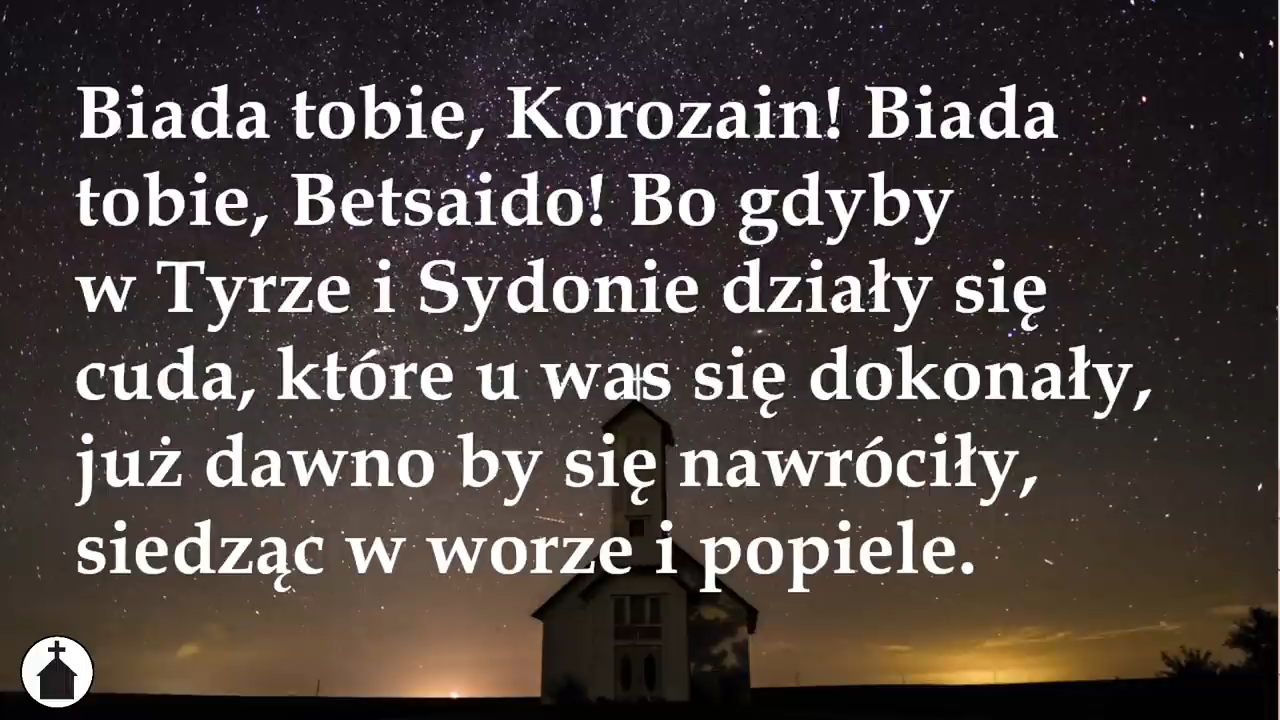 Biada tobie, Korozain! Biada
tobie, Betsaido! Bo gdyby
w Tyrze i Sydonie działy się
cuda, które u was się dokonały,
już dawno by się nawróciły,
siedząc w worze i popiele.